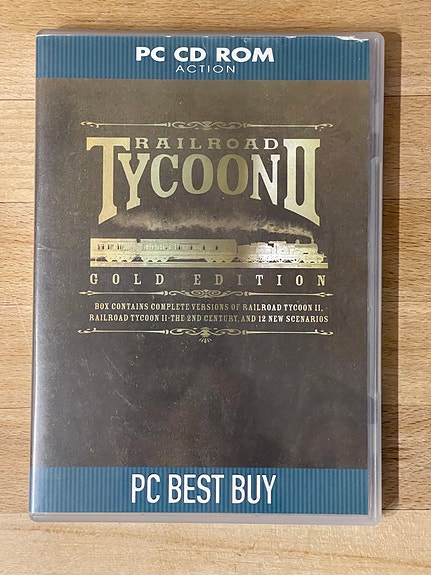 PC CD ROM
ACTION
RAILROAD
TYCOON II
GOLD EDITION
BOX CONTAINS COMPLETE VERSIONS OF RAILROAD TYCOON II,
RAILROAD TYCOON II-THE 2ND CENTURY, AND 12 NEW SCENARIOS
PC BEST BUY